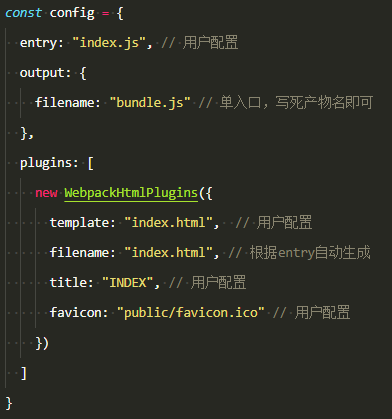 const config = {
entry: "index.js", // 用户配置
output: {
filename: "bundle.js" // 单入口，写死产物名即可
},
plugins: [
new WebpackHtmlPlugins({
template: "index.html", // 用户配置
filename: "index.html", // 根据entry自动生成
title: "INDEX", // 用户配置
favicon: "public/favicon.ico" // 用户配置
})
]
}